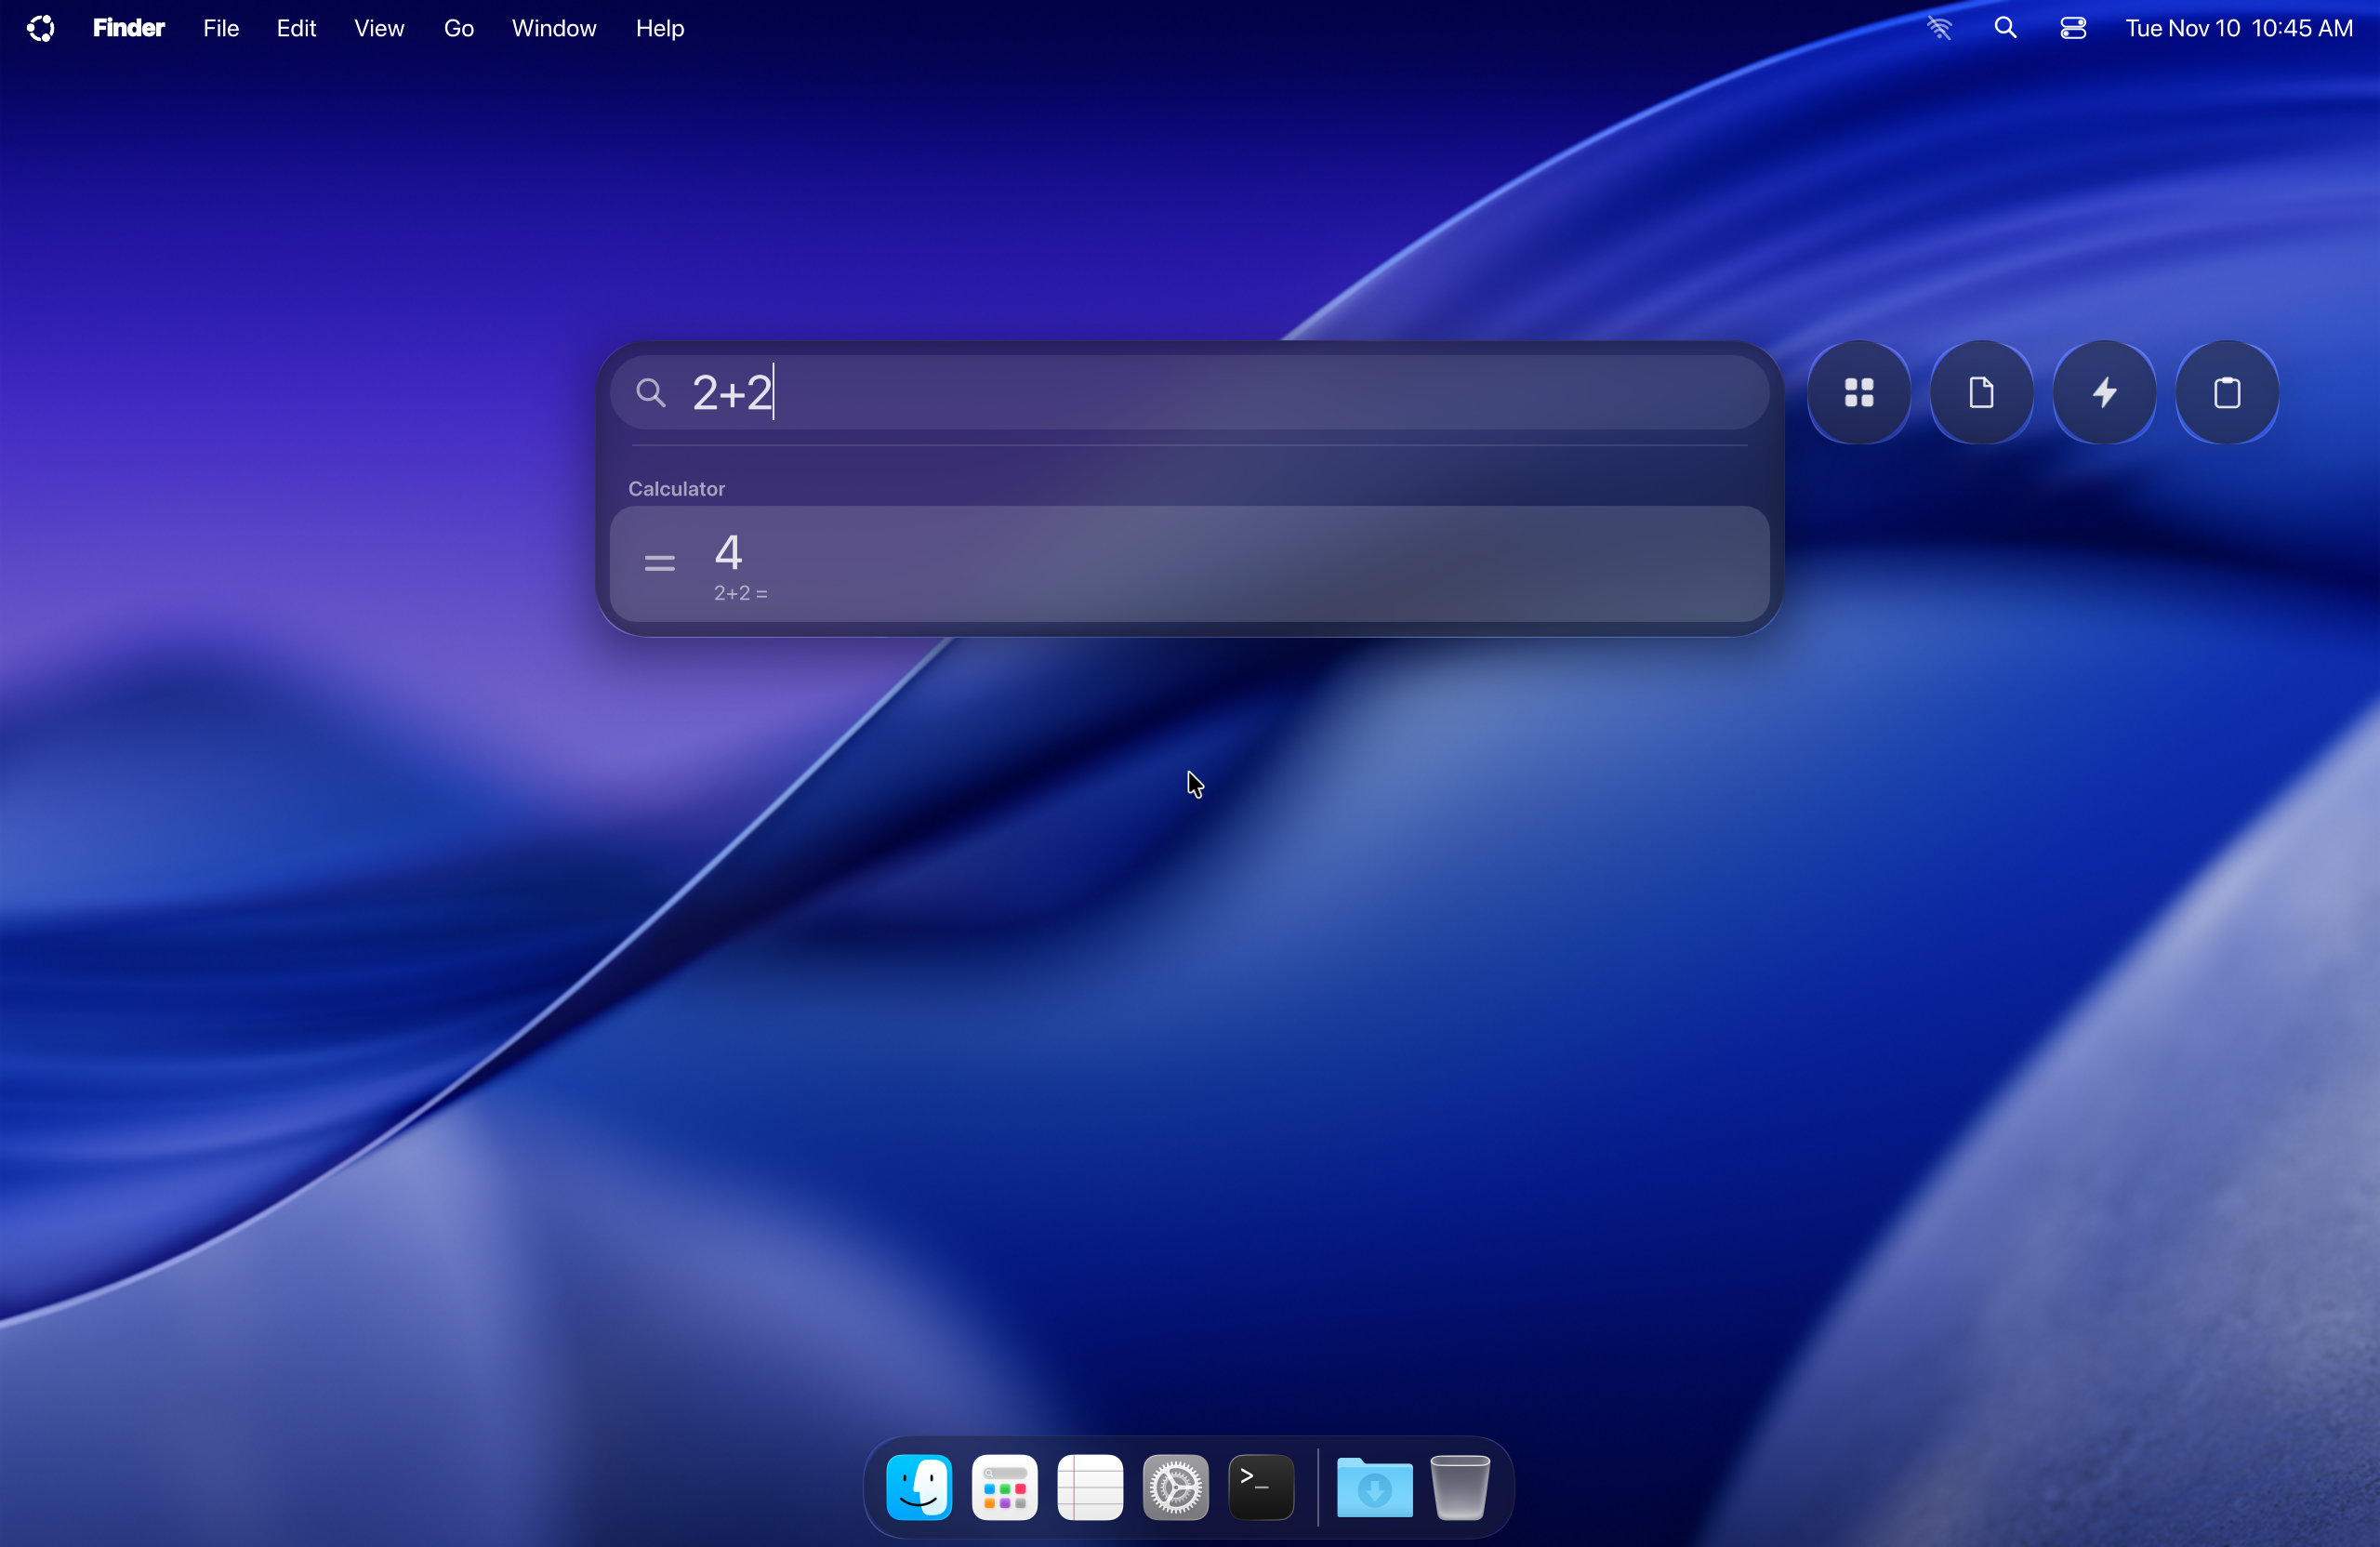 Finder File Edit View Go Window Help Tue Nov 10 10:45 AM
2+2
Calculator
= 4
2+2 =
>_